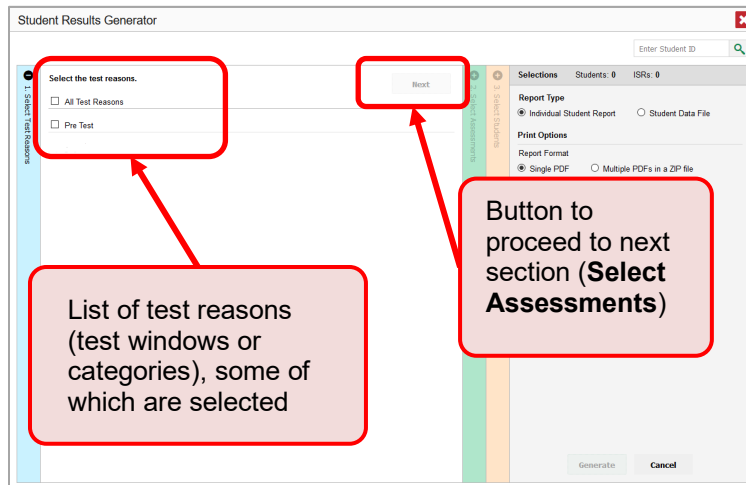 Student Results Generator
Enter Student ID
1. Select Test Reasons
Select the test reasons.
Next
All Test Reasons
Pre Test
2. Select Assessments
3. Select Students
Selections Students: 0 ISRs: 0
Report Type
Individual Student Report Student Data File
Print Options
Report Format
Single PDF Multiple PDFs in a ZIP file
Button to
proceed to next
section (Select
Assessments)
List of test reasons
(test windows or
categories), some of
which are selected
Generate Cancel